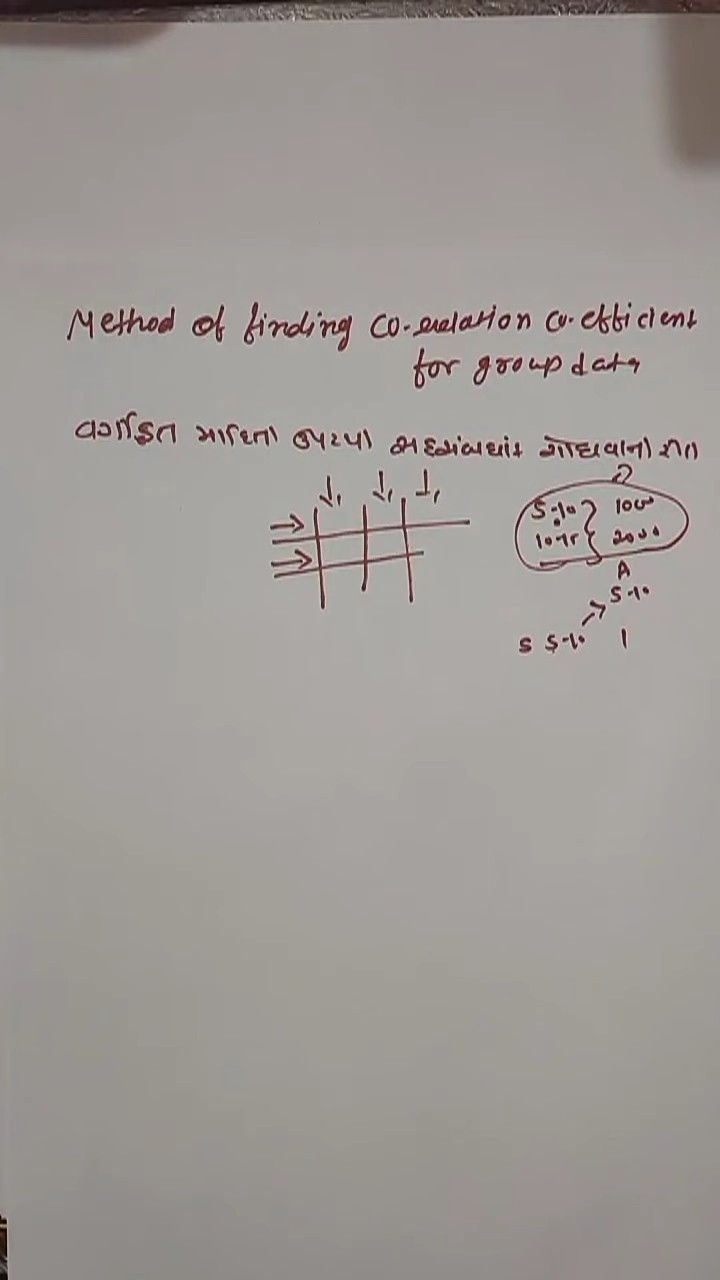 Method of finding co-relation co-efficient
for group data
વર્ગીકૃત માહિતી ઉપરથી સહસંબંધાંક શોધવાની રીત
5-10 } 100
10-15 } 2000
A
5-10
5 5-10 1